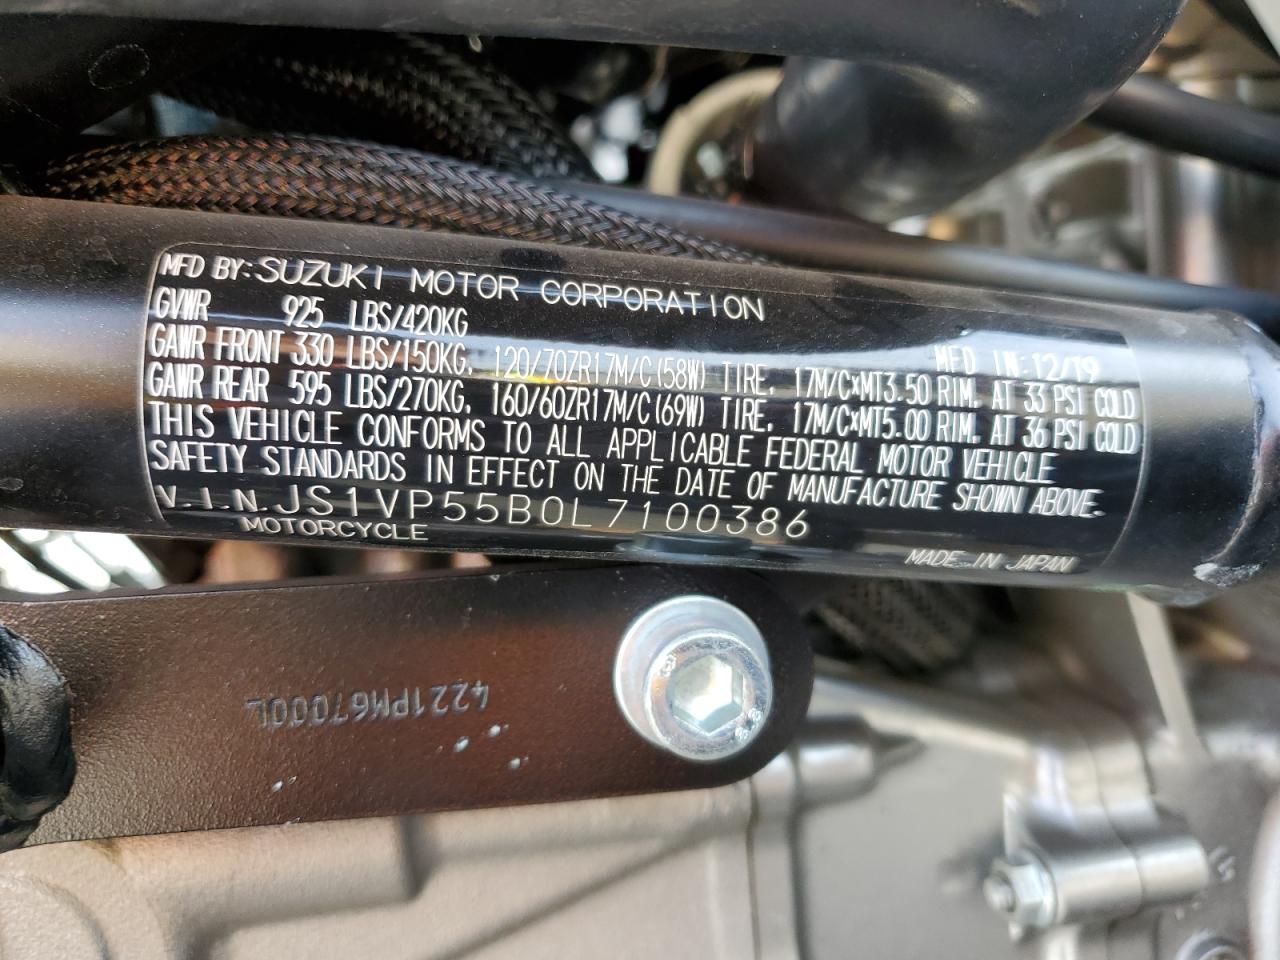 MFD BY: SUZUKI MOTOR CORPORATION
GVWR 925 LBS/420KG MFD IN: 12/19
GAWR FRONT 330 LBS/150KG, 120/70ZR17M/C(58W) TIRE, 17M/C×MT3.50 RIM, AT 33 PSI COLD
GAWR REAR 595 LBS/270KG, 160/60ZR17M/C(69W) TIRE, 17M/C×MT5.00 RIM, AT 36 PSI COLD
THIS VEHICLE CONFORMS TO ALL APPLICABLE FEDERAL MOTOR VEHICLE
SAFETY STANDARDS IN EFFECT ON THE DATE OF MANUFACTURE SHOWN ABOVE.
V.I.N. JS1VP55B0L7100386
MOTORCYCLE MADE IN JAPAN
4221PM67000L